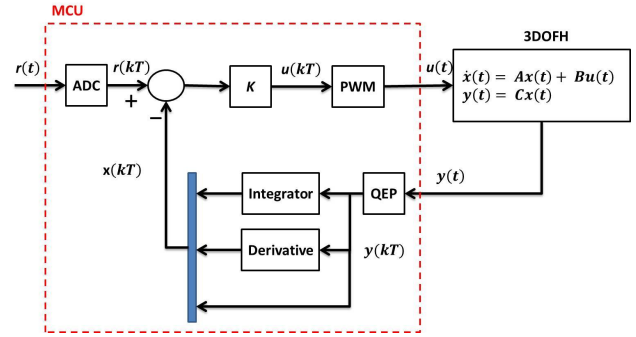 MCU
3DOFH
r(t)
ADC
r(kT)
+
−
K
u(kT)
PWM
u(t)
ẋ(t) = Ax(t) + Bu(t)
y(t) = Cx(t)
x(kT)
Integrator
QEP
y(t)
Derivative
y(kT)